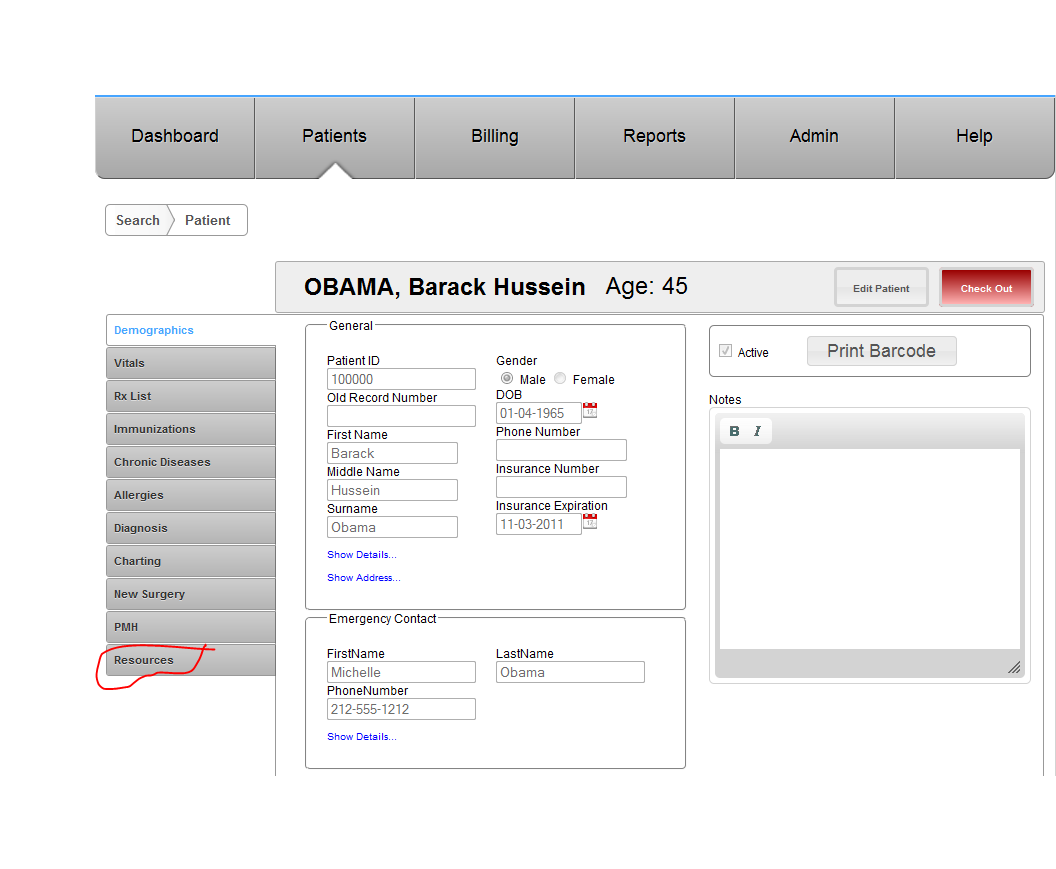 Dashboard Patients Billing Reports Admin Help
Search Patient
OBAMA, Barack Hussein Age: 45 Edit Patient Check Out
Demographics
Vitals
Rx List
Immunizations
Chronic Diseases
Allergies
Diagnosis
Charting
New Surgery
PMH
Resources
General
Patient ID
100000
Old Record Number
First Name
Barack
Middle Name
Hussein
Surname
Obama
Show Details...
Show Address...
Gender
Male Female
DOB
01-04-1965
Phone Number
Insurance Number
Insurance Expiration
11-03-2011
Emergency Contact
FirstName
Michelle
LastName
Obama
PhoneNumber
212-555-1212
Show Details...
Active Print Barcode
Notes
B I